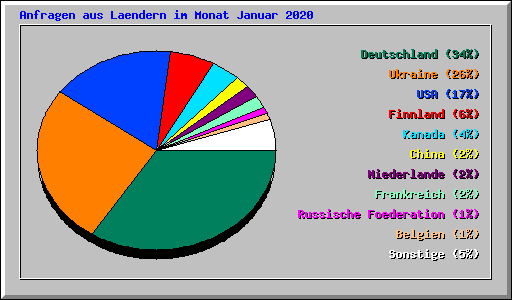 Anfragen aus Laendern im Monat Januar 2020
Deutschland (34%)
Ukraine (26%)
USA (17%)
Finnland (6%)
Kanada (4%)
China (2%)
Niederlande (2%)
Frankreich (2%)
Russische Foederation (1%)
Belgien (1%)
Sonstige (5%)